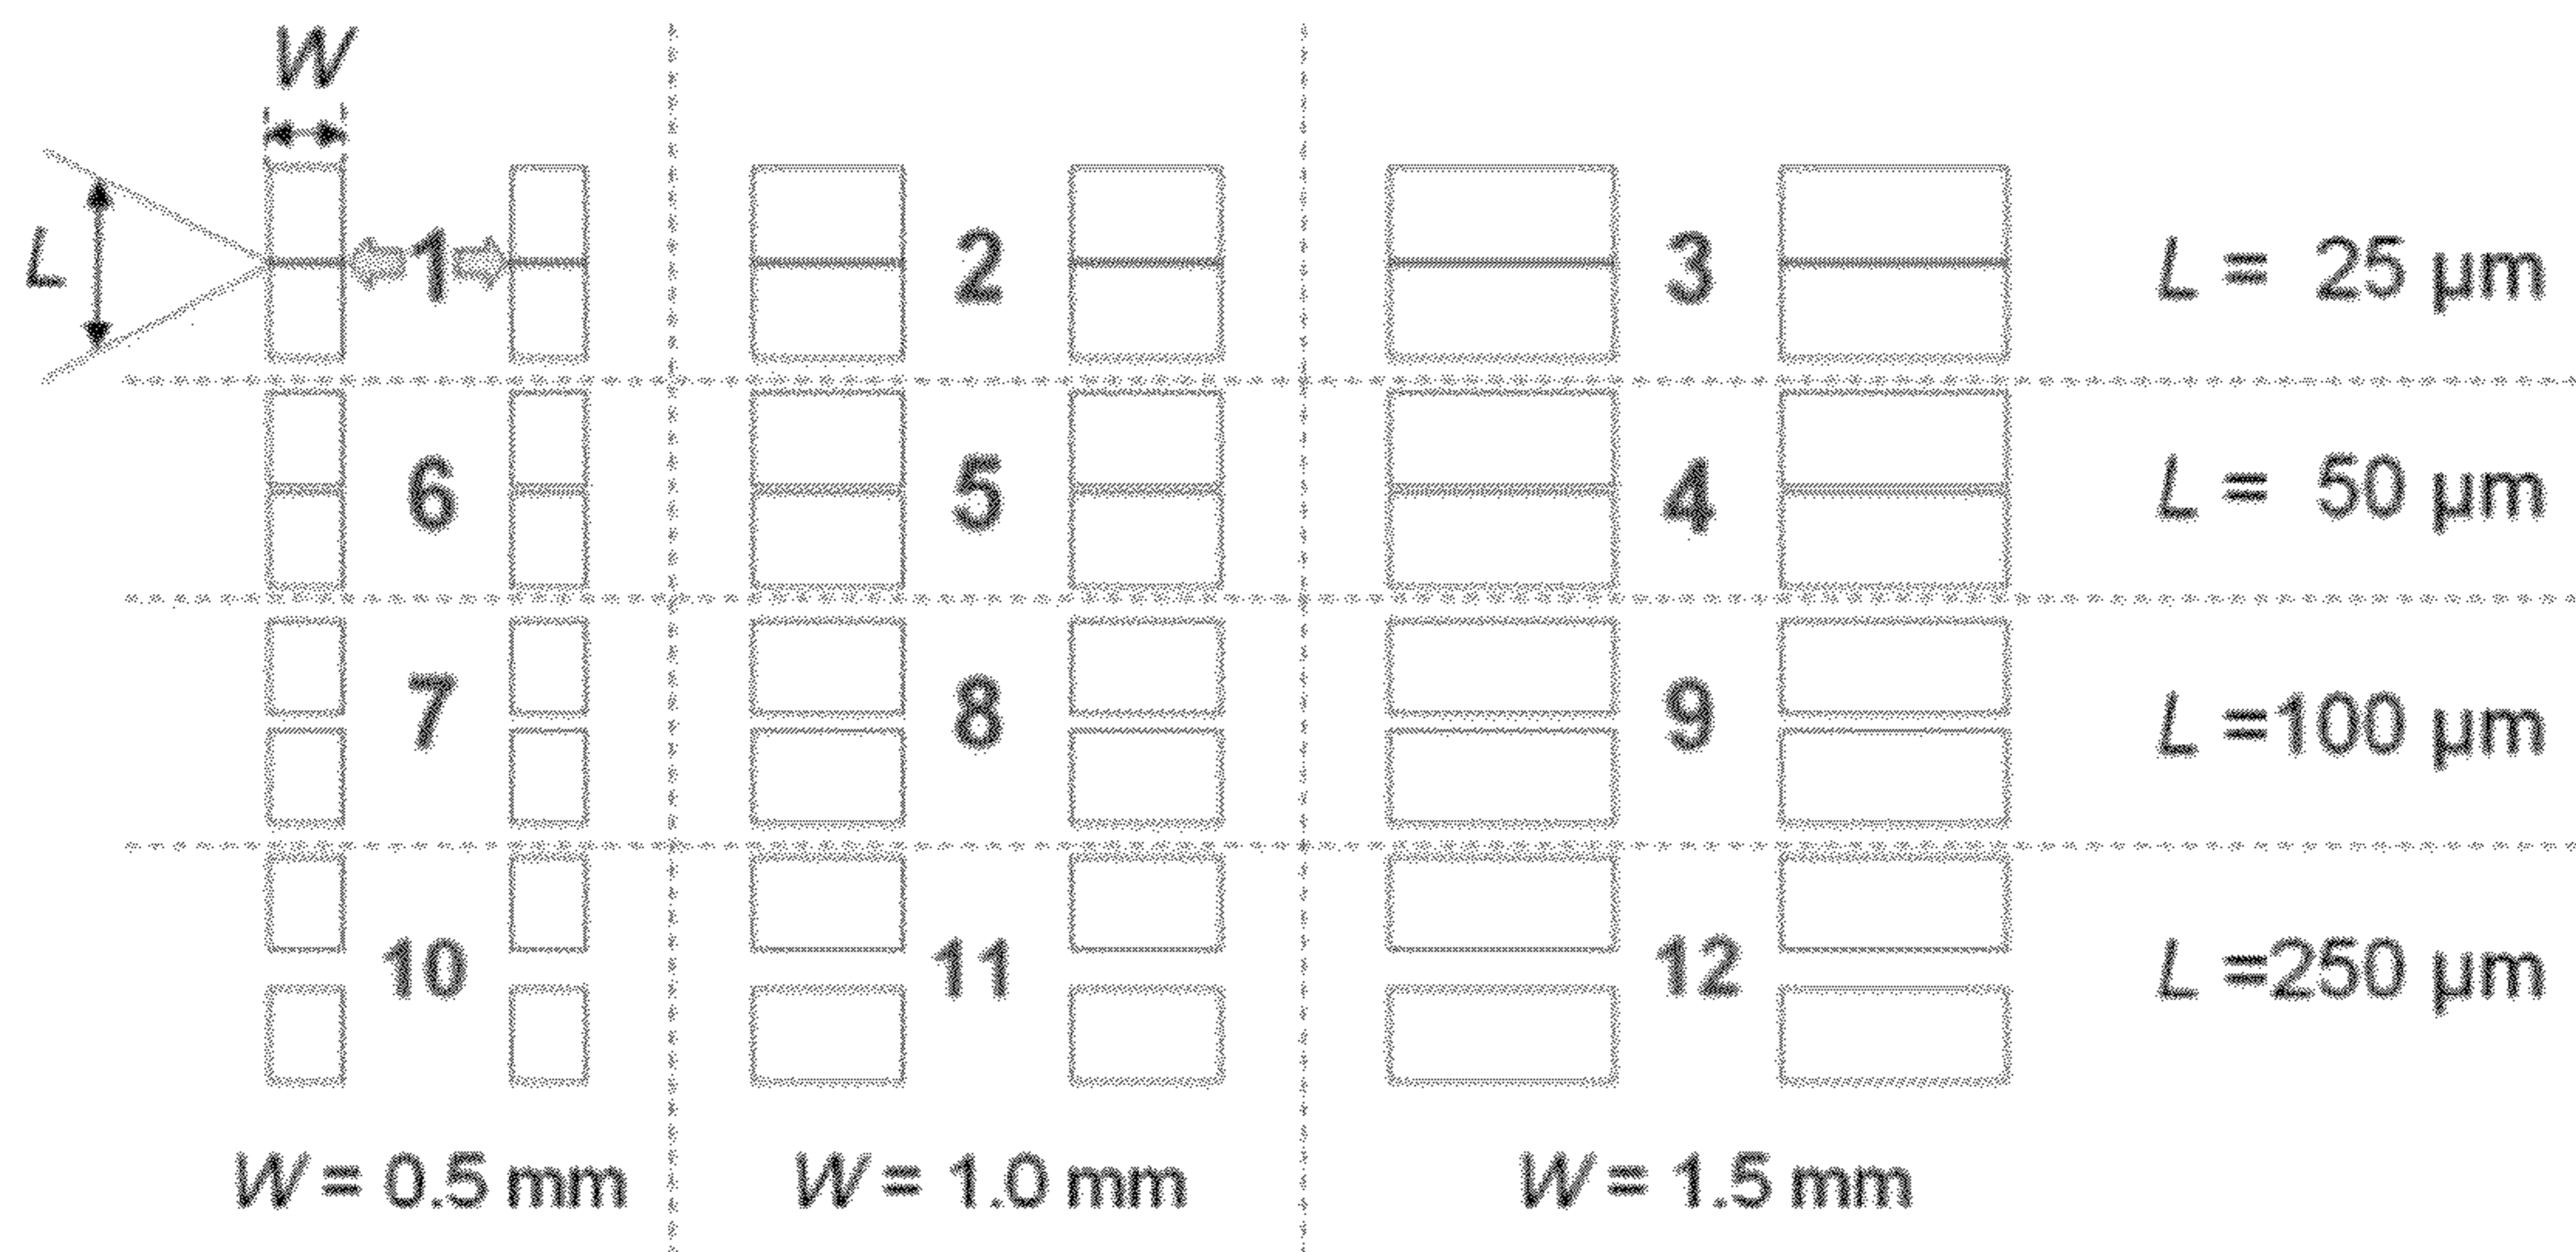 W
L
1 2 3 L = 25 µm
6 5 4 L = 50 µm
7 8 9 L =100 µm
10 11 12 L =250 µm
W = 0.5 mm W = 1.0 mm W = 1.5 mm